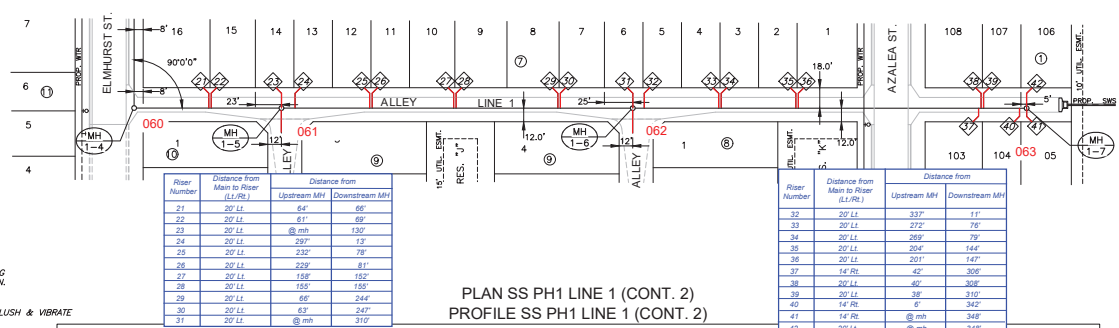 7
ELMHURST ST.
PROP. WTR
8'
16
15
14
13
12
11
10
9
8
7
6
5
4
3
2
1
AZALEA ST.
PROP. WTR
108
107
106
10' UTIL. ESMT.
7
1
90°0'0"
6
11
8'
21 22
23'
23 24
25 26
27 28
29 30
25'
31 32
33 34
35 36
18.0'
38 39
42
5'
PROP. SWS
ALLEY
LINE 1
5
MH
1-4
060
MH
1-5
061
12.0'
MH
1-6
062
12.0'
37
40
41
MH
1-7
063
4
1
10
12'
ALLEY
9
15' UTIL. ESMT.
RES. "J"
4
9
12'
ALLEY
1
8
RES. "K"
103
104
05
Riser Number
Distance from Main to Riser (Lt./Rt.)
Distance from
Upstream MH
Downstream MH
21 20' Lt. 64' 66'
22 20' Lt. 61' 69'
23 20' Lt. @ mh 130'
24 20' Lt. 297' 13'
25 20' Lt. 232' 78'
26 20' Lt. 229' 81'
27 20' Lt. 158' 152'
28 20' Lt. 155' 155'
29 20' Lt. 66' 244'
30 20' Lt. 63' 247'
31 20' Lt. @ mh 310'
Riser Number
Distance from Main to Riser (Lt./Rt.)
Distance from
Upstream MH
Downstream MH
32 20' Lt. 337' 11'
33 20' Lt. 272' 76'
34 20' Lt. 269' 79'
35 20' Lt. 204' 144'
36 20' Lt. 201' 147'
37 14' Rt. 42' 306'
38 20' Lt. 40' 308'
39 20' Lt. 38' 310'
40 14' Rt. 6' 342'
41 14' Rt. @ mh 348'
G
N.
LUSH & VIBRATE
PLAN SS PH1 LINE 1 (CONT. 2)
PROFILE SS PH1 LINE 1 (CONT. 2)